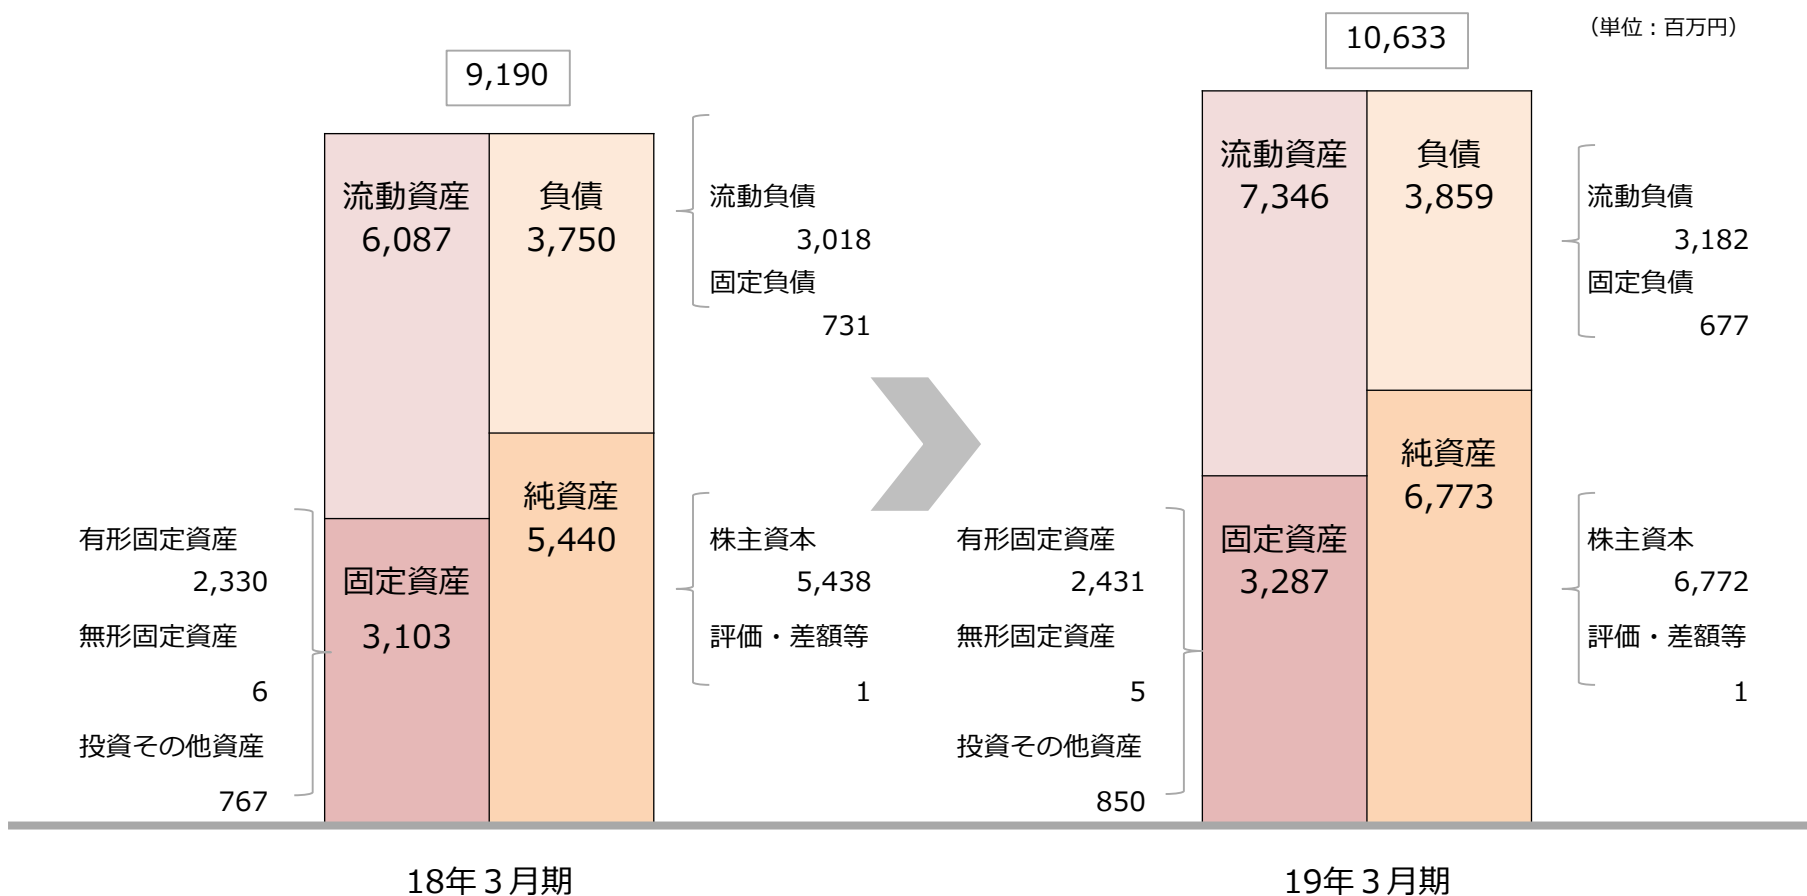 （単位：百万円）
9,190
流動資産
6,087
負債
3,750
流動負債
3,018
固定負債
731
有形固定資産
2,330
無形固定資産
6
投資その他資産
767
固定資産
3,103
純資産
5,440
株主資本
5,438
評価・差額等
1
18年３月期
10,633
流動資産
7,346
負債
3,859
流動負債
3,182
固定負債
677
有形固定資産
2,431
無形固定資産
5
投資その他資産
850
固定資産
3,287
純資産
6,773
株主資本
6,772
評価・差額等
1
19年３月期